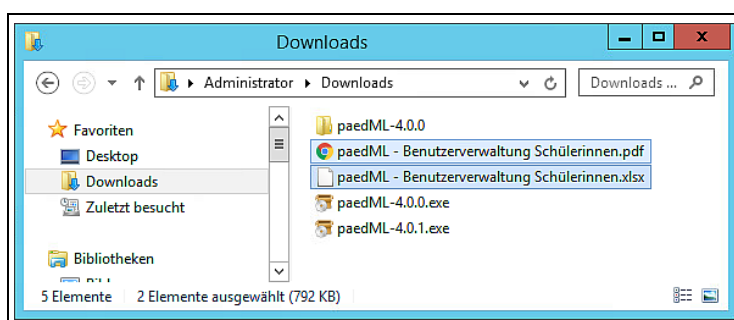 Downloads
Administrator ▸ Downloads
Downloads ...
Favoriten
Desktop
Downloads
Zuletzt besucht
Bibliotheken
paedML-4.0.0
paedML - Benutzerverwaltung Schülerinnen.pdf
paedML - Benutzerverwaltung Schülerinnen.xlsx
paedML-4.0.0.exe
paedML-4.0.1.exe
5 Elemente
2 Elemente ausgewählt (792 KB)